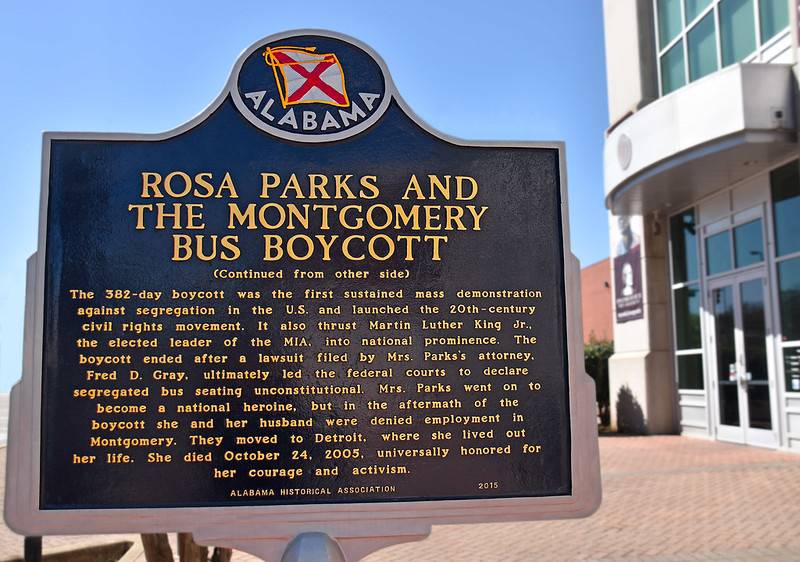 ALABAMA
ROSA PARKS AND
THE MONTGOMERY
BUS BOYCOTT
(Continued from other side)
The 382-day boycott was the first sustained mass demonstration
against segregation in the U.S. and launched the 20th-century
civil rights movement. It also thrust Martin Luther King Jr.,
the elected leader of the MIA, into national prominence. The
boycott ended after a lawsuit filed by Mrs. Parks's attorney,
Fred D. Gray, ultimately led the federal courts to declare
segregated bus seating unconstitutional. Mrs. Parks went on to
become a national heroine, but in the aftermath of the
boycott she and her husband were denied employment in
Montgomery. They moved to Detroit, where she lived out
her life. She died October 24, 2005, universally honored for
her courage and activism.
ALABAMA HISTORICAL ASSOCIATION 2015